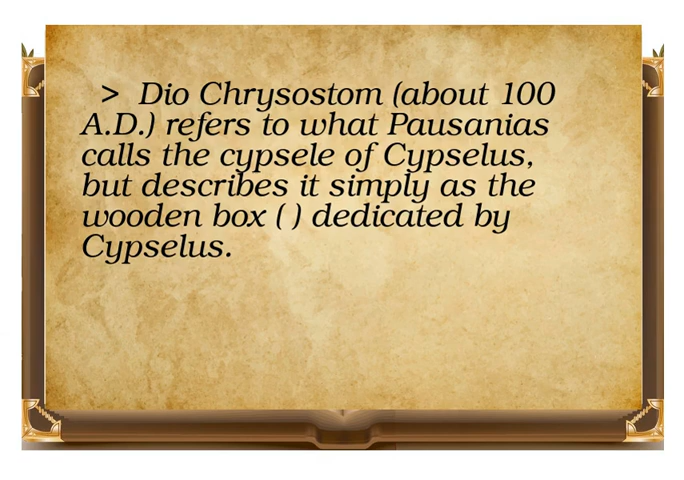 > Dio Chrysostom (about 100
A.D.) refers to what Pausanias
calls the cypsele of Cypselus,
but describes it simply as the
wooden box ( ) dedicated by
Cypselus.